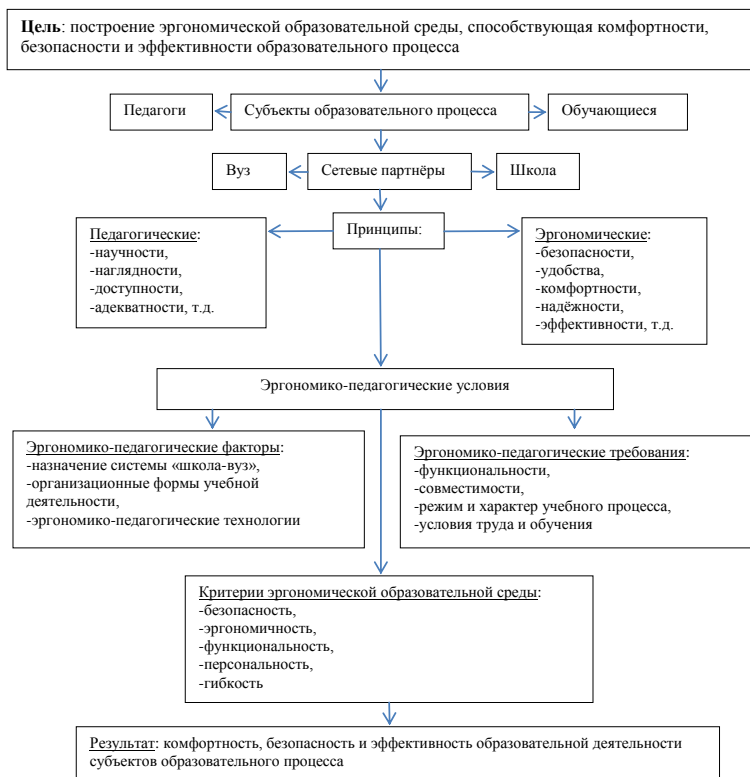 Цель: построение эргономической образовательной среды, способствующая комфортности,
безопасности и эффективности образовательного процесса
Педагоги
Субъекты образовательного процесса
Обучающиеся
Вуз
Сетевые партнёры
Школа
Принципы:
Педагогические:
-научности,
-наглядности,
-доступности,
-адекватности, т.д.
Эргономические:
-безопасности,
-удобства,
-комфортности,
-надёжности,
-эффективности, т.д.
Эргономико-педагогические условия
Эргономико-педагогические факторы:
-назначение системы «школа-вуз»,
-организационные формы учебной
деятельности,
-эргономико-педагогические технологии
Эргономико-педагогические требования:
-функциональности,
-совместимости,
-режим и характер учебного процесса,
-условия труда и обучения
Критерии эргономической образовательной среды:
-безопасность,
-эргономичность,
-функциональность,
-персональность,
-гибкость
Результат: комфортность, безопасность и эффективность образовательной деятельности
субъектов образовательного процесса